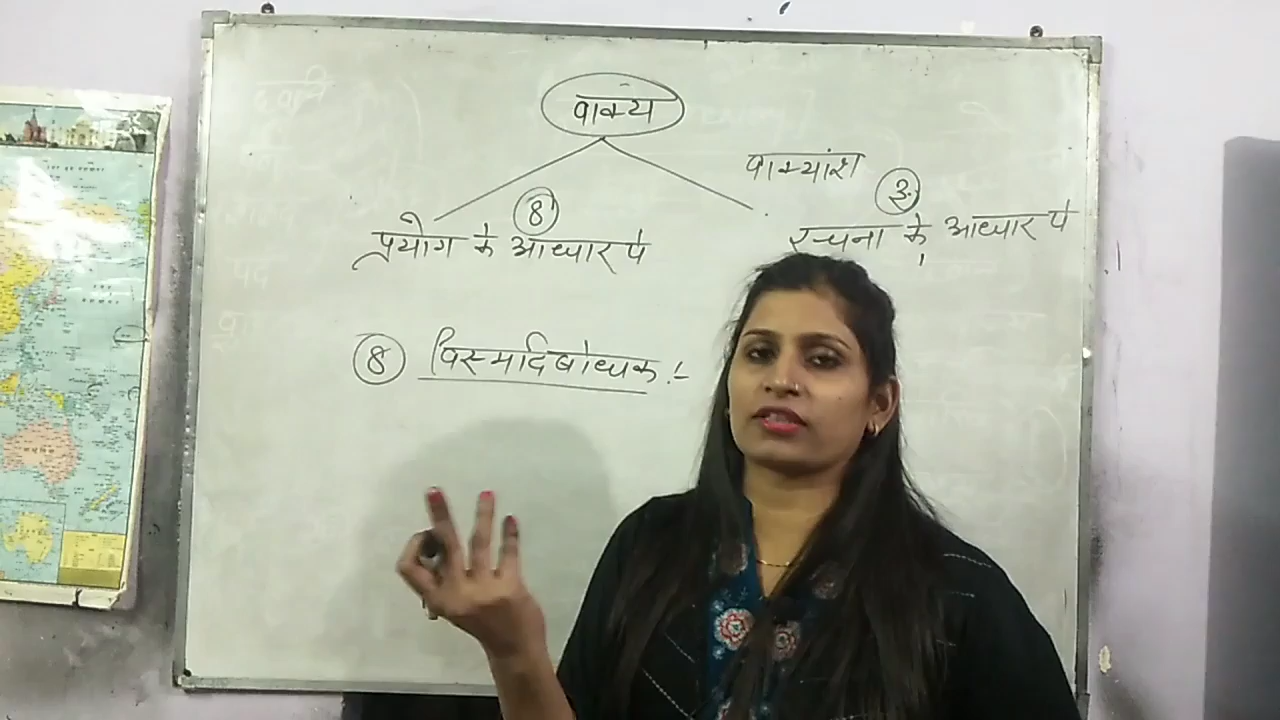 वाक्य
वाक्यांश
8 3
प्रयोग के आधार पे रचना के आधार पे
8 विस्मादिबोधक :-